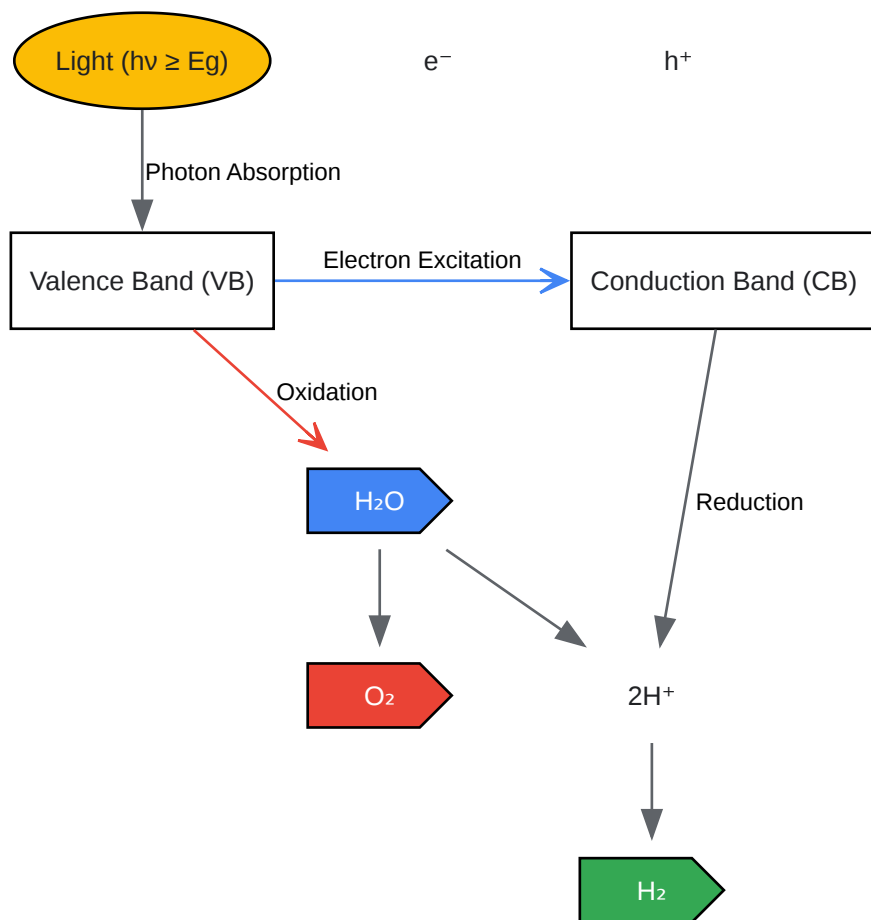 Light (hν ≥ Eg)
e⁻
h⁺
Photon Absorption
Valence Band (VB)
Electron Excitation
Conduction Band (CB)
Oxidation
H₂O
Reduction
O₂
2H⁺
H₂